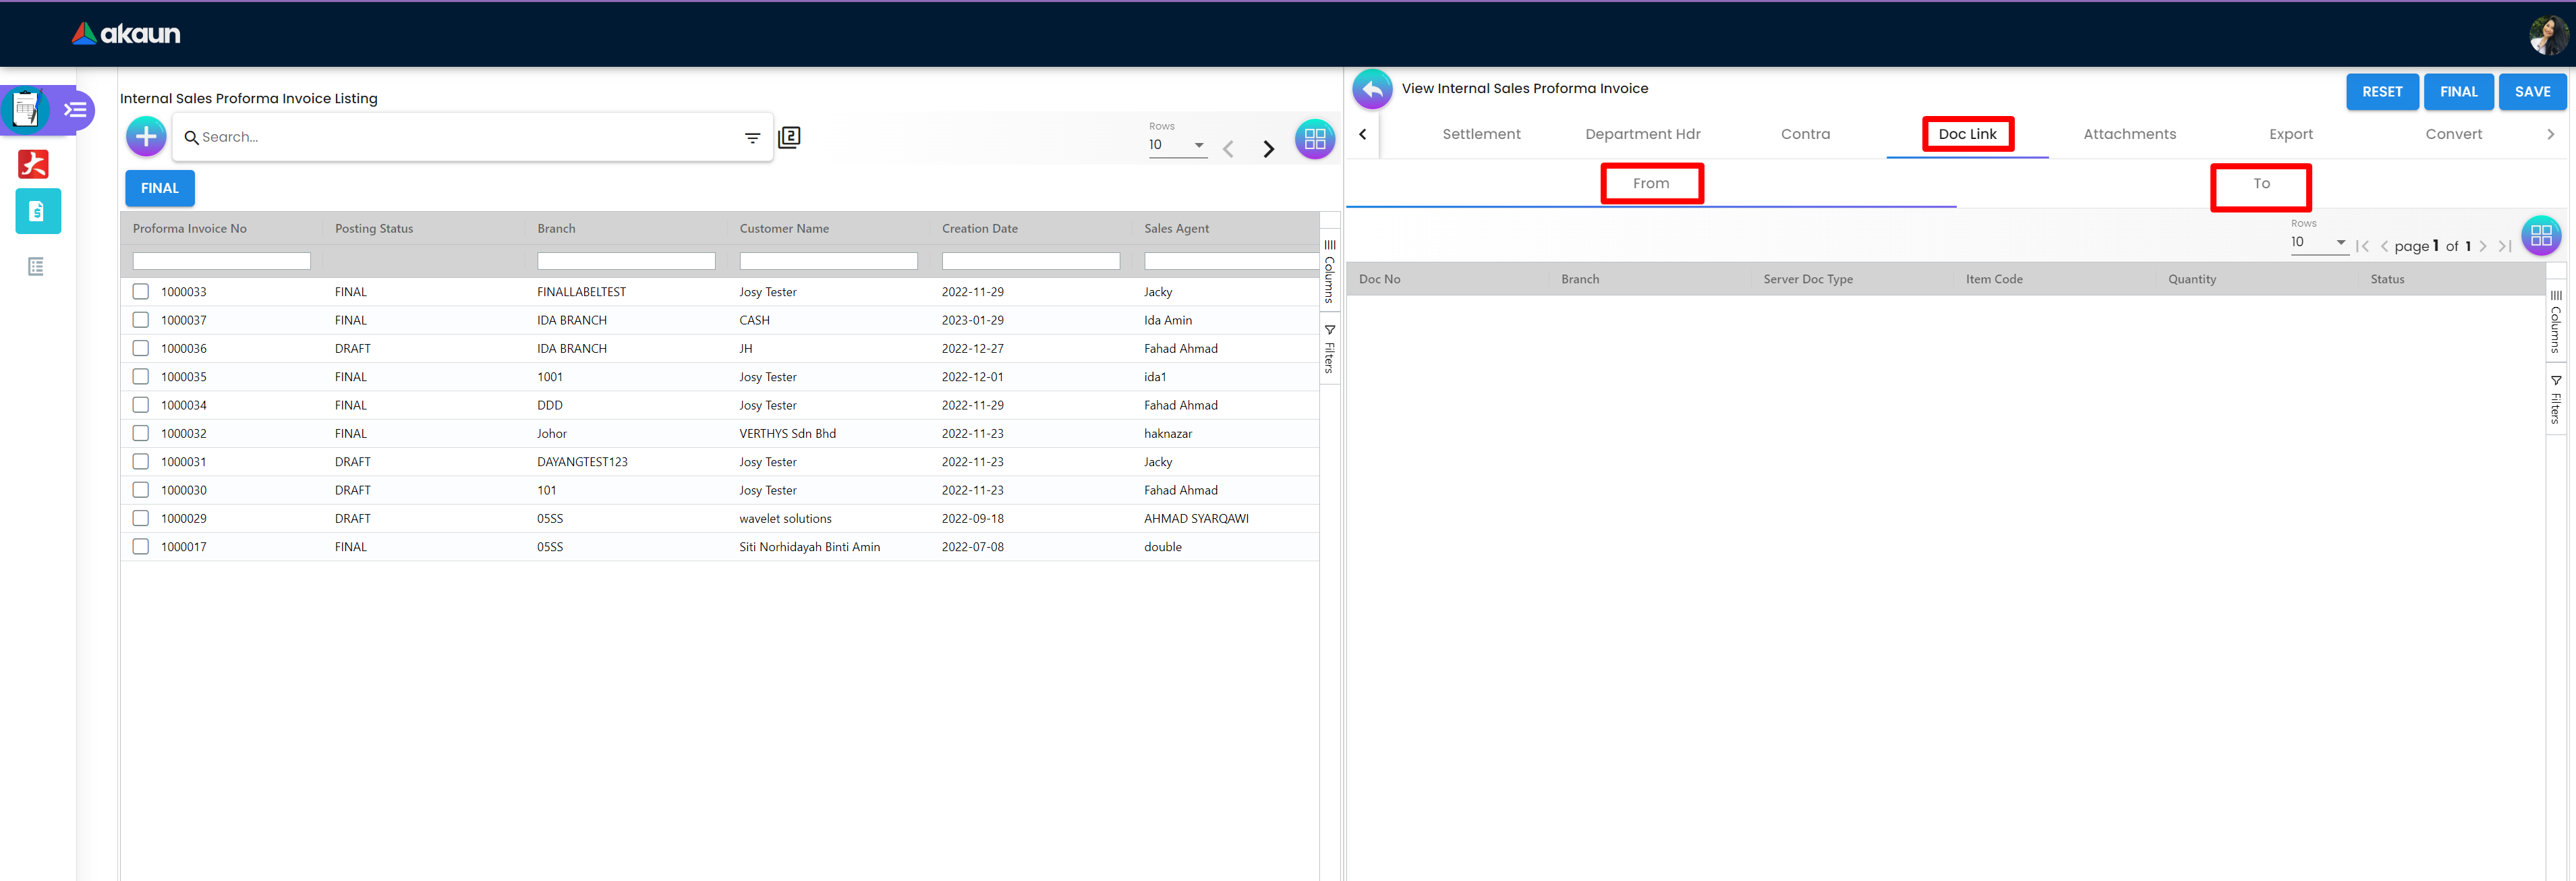 akaun
Internal Sales Proforma Invoice Listing
Search...
2
Rows
10
FINAL
Proforma Invoice No Posting Status Branch Customer Name Creation Date Sales Agent
1000033 FINAL FINALLABELTEST Josy Tester 2022-11-29 Jacky
1000037 FINAL IDA BRANCH CASH 2023-01-29 Ida Amin
1000036 DRAFT IDA BRANCH JH 2022-12-27 Fahad Ahmad
1000035 FINAL 1001 Josy Tester 2022-12-01 ida1
1000034 FINAL DDD Josy Tester 2022-11-29 Fahad Ahmad
1000032 FINAL Johor VERTHYS Sdn Bhd 2022-11-23 haknazar
1000031 DRAFT DAYANGTEST123 Josy Tester 2022-11-23 Jacky
1000030 DRAFT 101 Josy Tester 2022-11-23 Fahad Ahmad
1000029 DRAFT 05SS wavelet solutions 2022-09-18 AHMAD SYARQAWI
1000017 FINAL 05SS Siti Norhidayah Binti Amin 2022-07-08 double
Columns
Filters
View Internal Sales Proforma Invoice
RESET FINAL SAVE
Settlement Department Hdr Contra Doc Link Attachments Export Convert
From To
Rows
10 page 1 of 1
Doc No Branch Server Doc Type Item Code Quantity Status
Columns
Filters